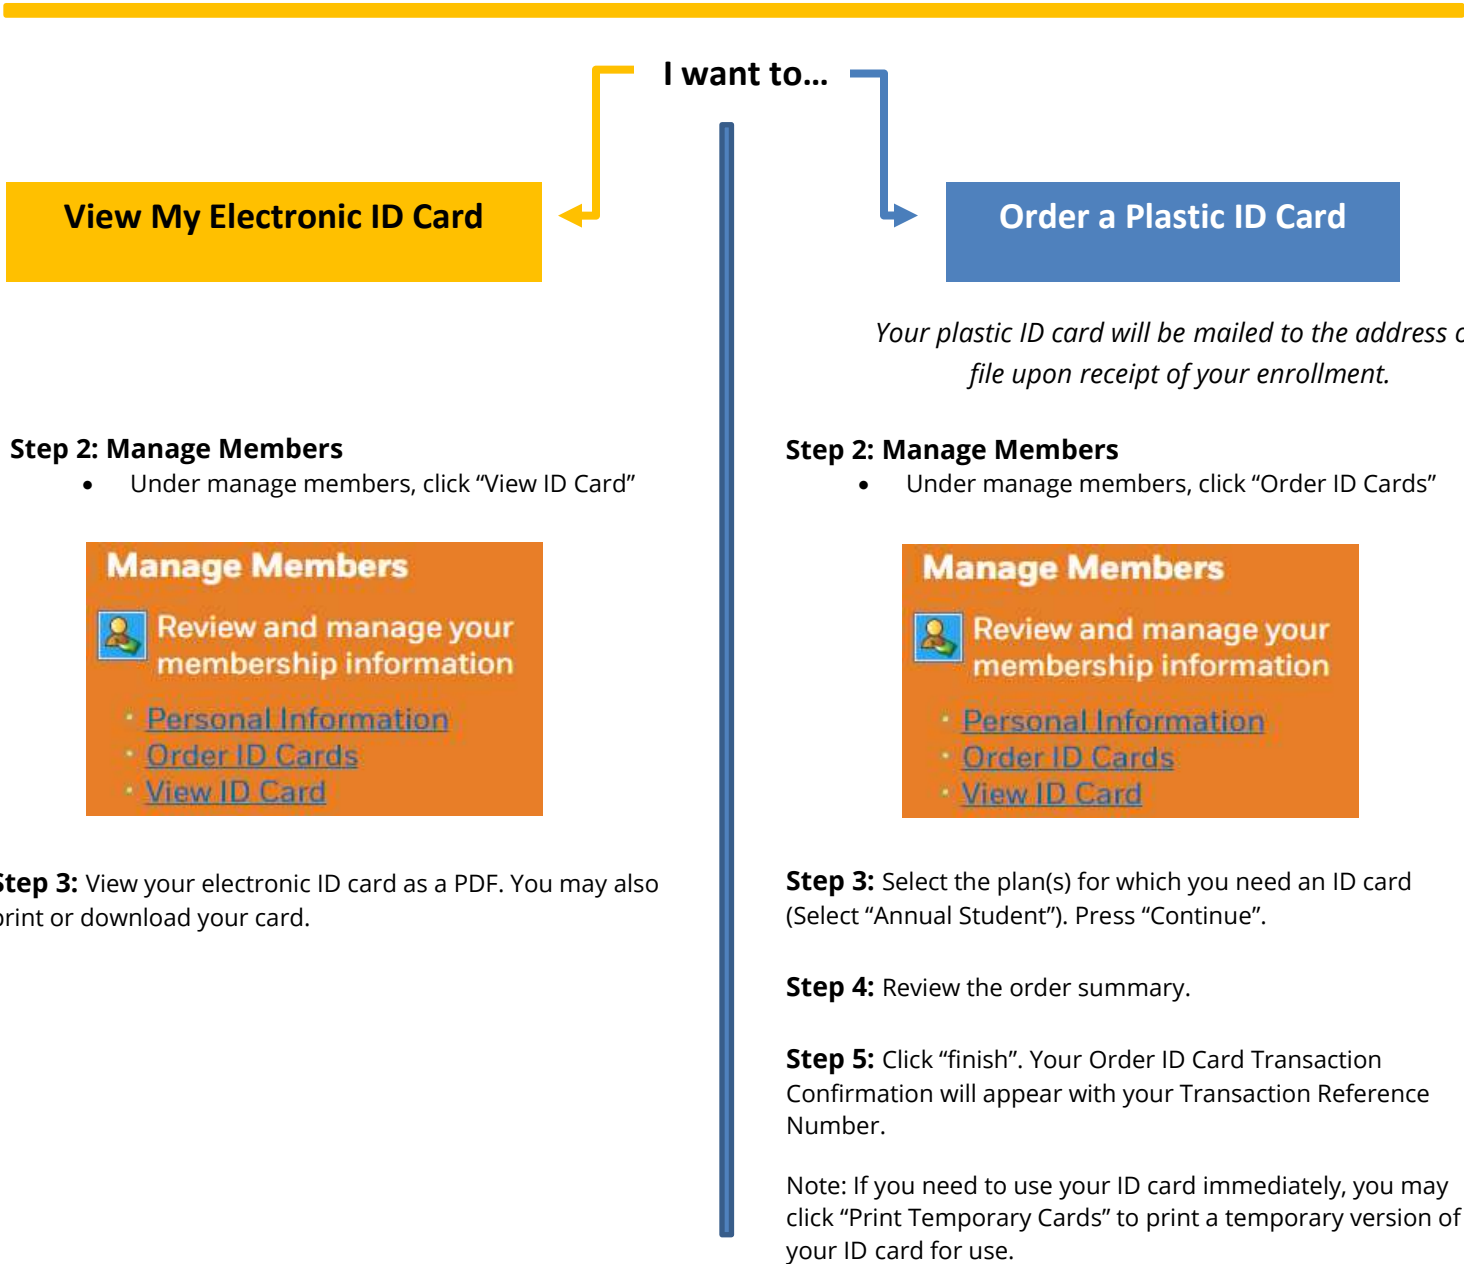 I want to…
View My Electronic ID Card
Step 2: Manage Members
• Under manage members, click “View ID Card”
Manage Members
Review and manage your
membership information
· Personal Information
· Order ID Cards
· View ID Card
Step 3: View your electronic ID card as a PDF. You may also
print or download your card.
Order a Plastic ID Card
Your plastic ID card will be mailed to the address
file upon receipt of your enrollment.
Step 2: Manage Members
• Under manage members, click “Order ID Cards”
Manage Members
Review and manage your
membership information
· Personal Information
· Order ID Cards
· View ID Card
Step 3: Select the plan(s) for which you need an ID card
(Select “Annual Student”). Press “Continue”.
Step 4: Review the order summary.
Step 5: Click “finish”. Your Order ID Card Transaction
Confirmation will appear with your Transaction Reference
Number.
Note: If you need to use your ID card immediately, you may
click “Print Temporary Cards” to print a temporary version of
your ID card for use.